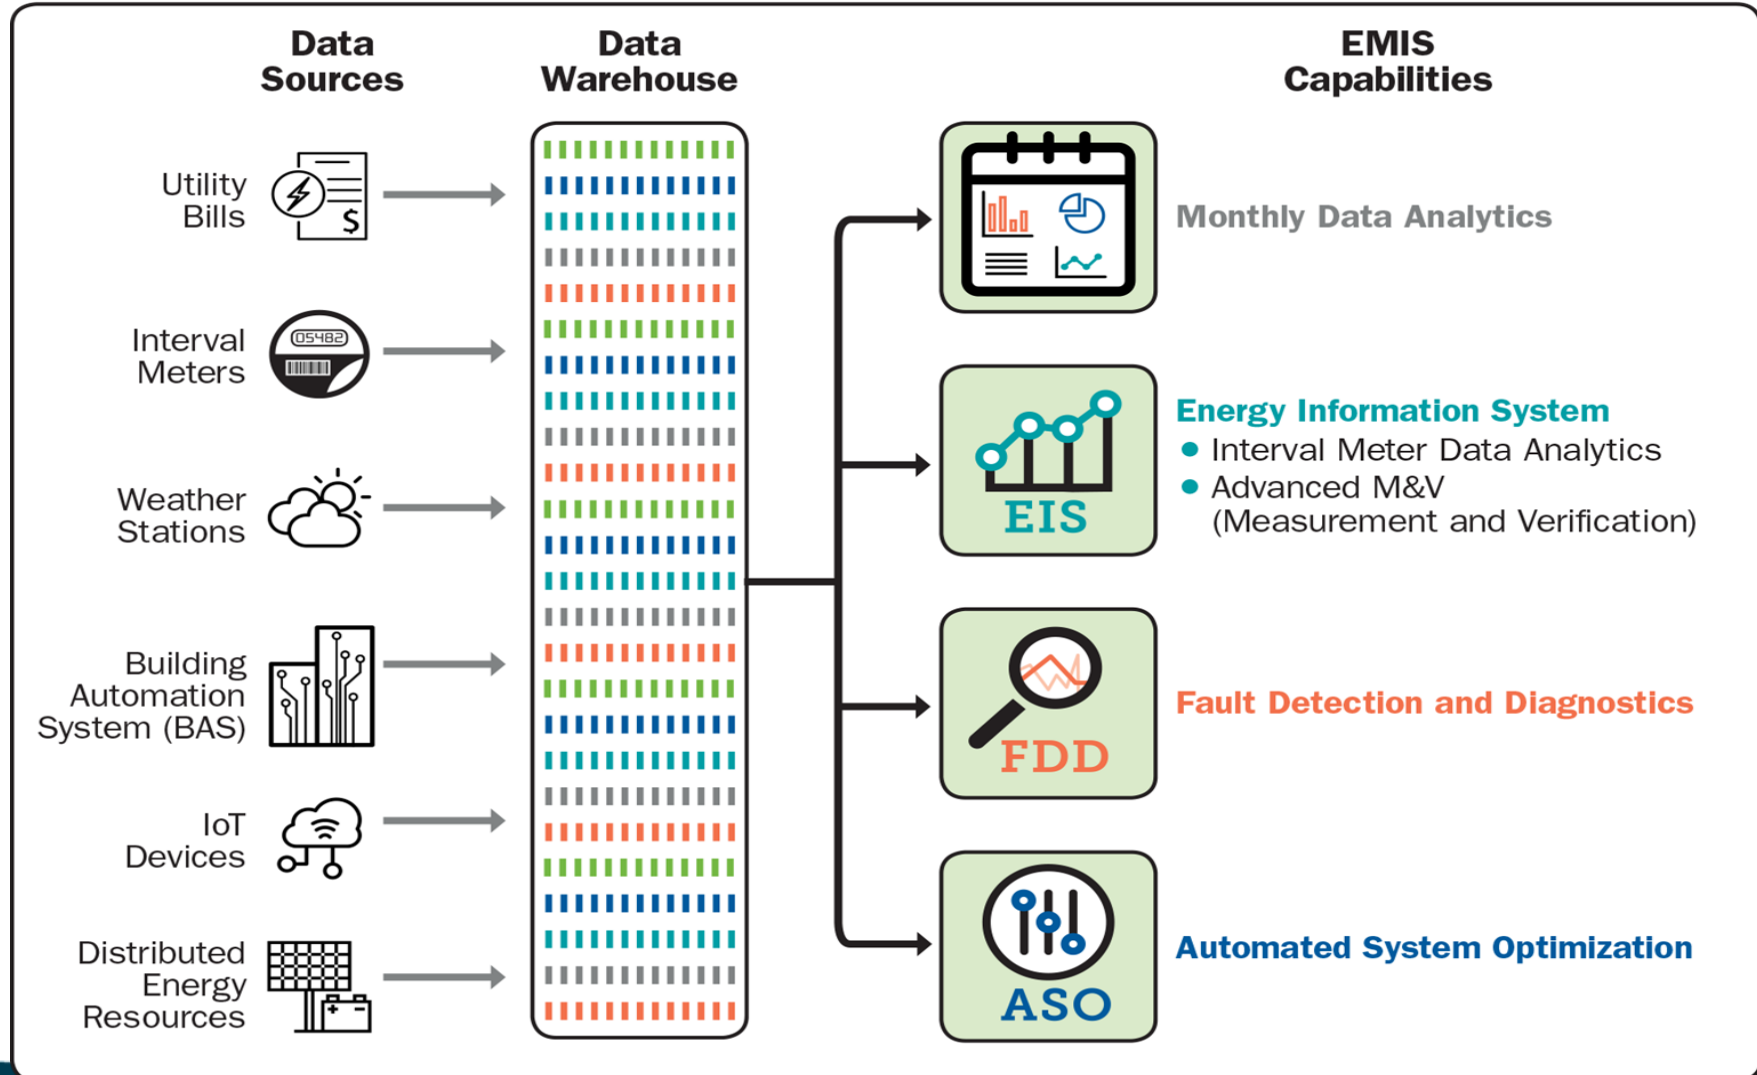 Data
Sources
Data
Warehouse
EMIS
Capabilities
Utility
Bills
$
Interval
Meters
05482
Weather
Stations
Building
Automation
System (BAS)
IoT
Devices
Distributed
Energy
Resources
Monthly Data Analytics
EIS
Energy Information System
• Interval Meter Data Analytics
• Advanced M&V
(Measurement and Verification)
FDD
Fault Detection and Diagnostics
ASO
Automated System Optimization